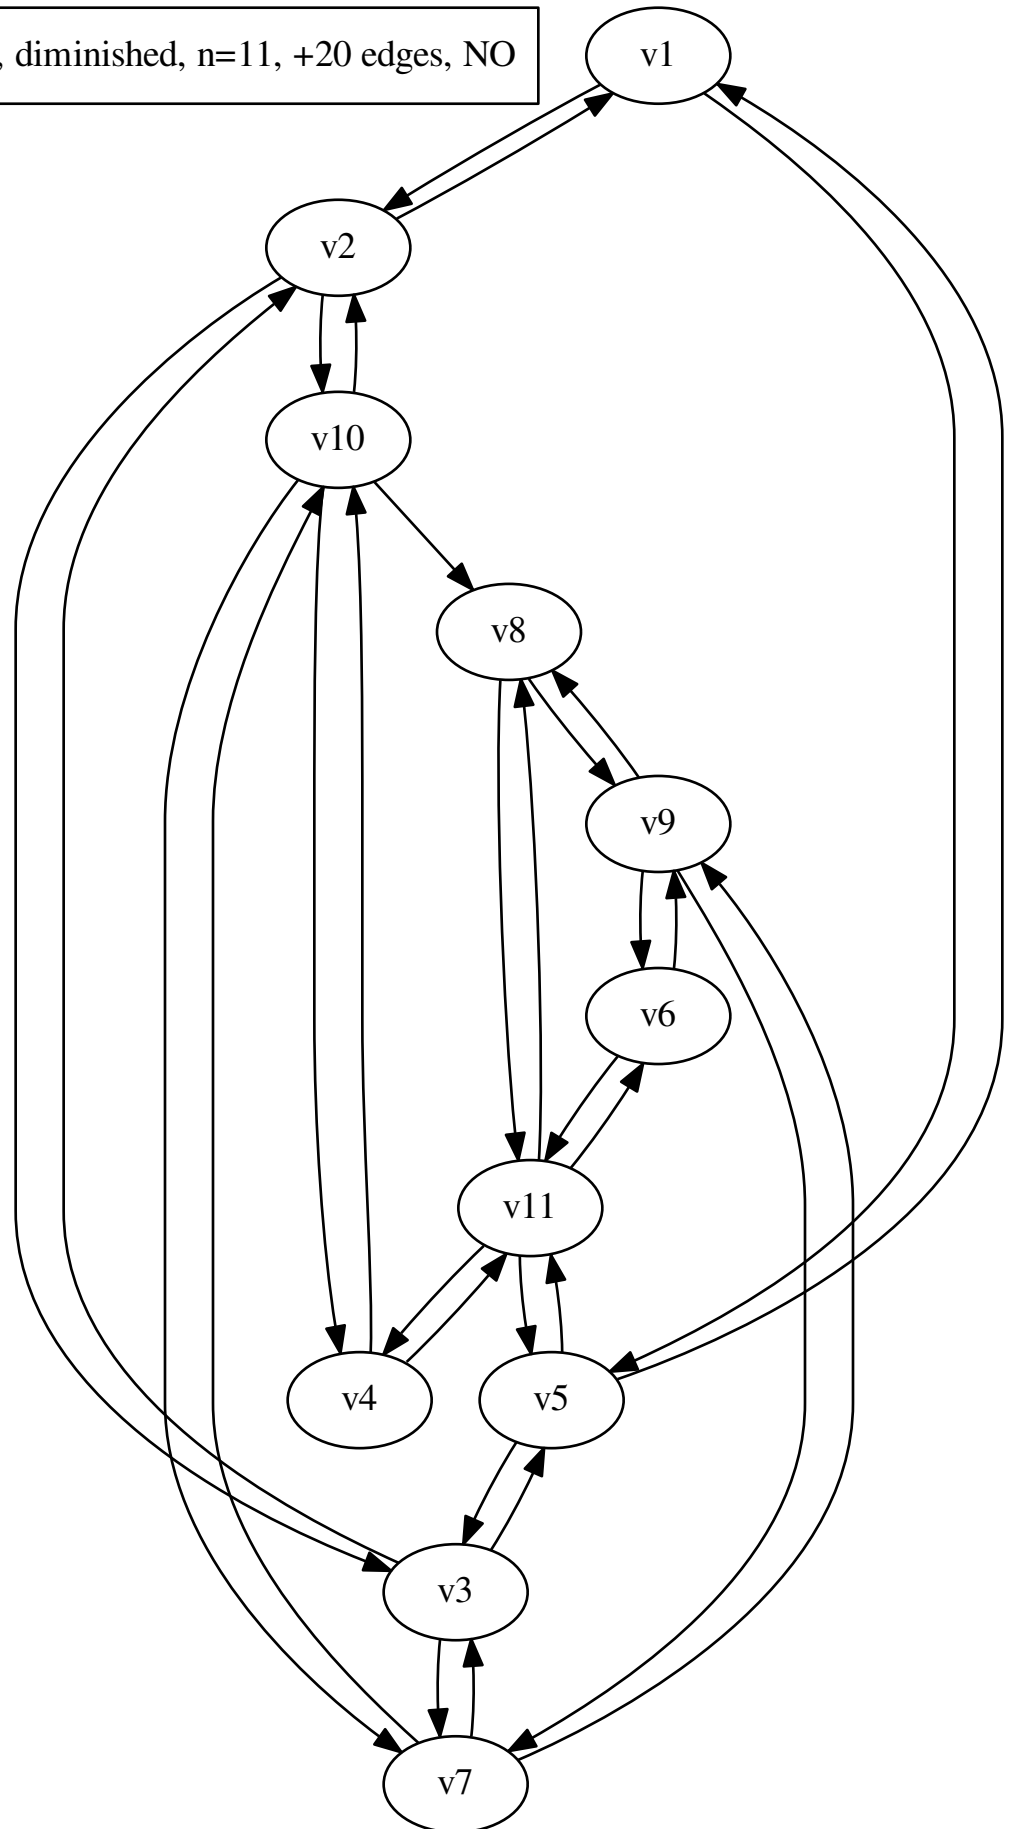 , diminished, n=11, +20 edges, NO
v1
v2
v10
v8
v9
v6
v11
v4
v5
v3
v7